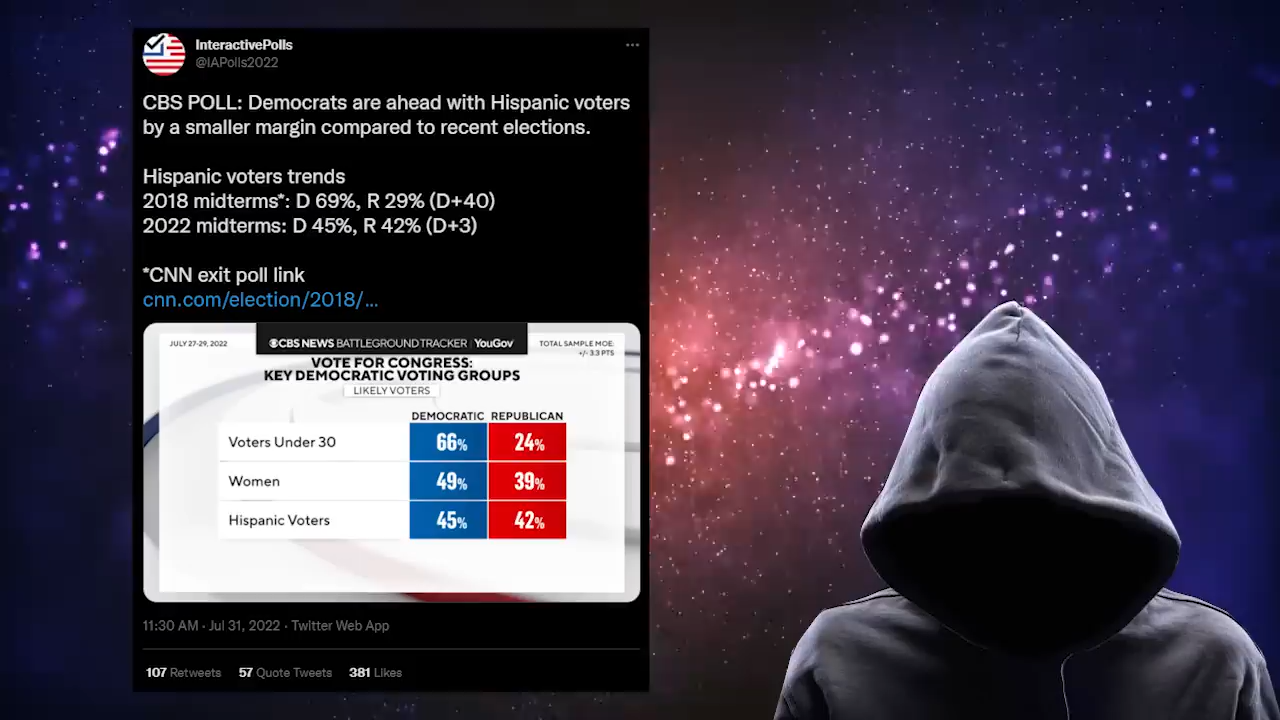 InteractivePolls
@IAPolls2022
CBS POLL: Democrats are ahead with Hispanic voters
by a smaller margin compared to recent elections.
Hispanic voters trends
2018 midterms*: D 69%, R 29% (D+40)
2022 midterms: D 45%, R 42% (D+3)
*CNN exit poll link
cnn.com/election/2018/...
JULY 27-29, 2022
CBS NEWS BATTLEGROUND TRACKER | YouGov
TOTAL SAMPLE MOE:
+/- 3.3 PTS
VOTE FOR CONGRESS:
KEY DEMOCRATIC VOTING GROUPS
LIKELY VOTERS
DEMOCRATIC REPUBLICAN
Voters Under 30 66% 24%
Women 49% 39%
Hispanic Voters 45% 42%
11:30 AM · Jul 31, 2022 · Twitter Web App
107 Retweets 57 Quote Tweets 381 Likes